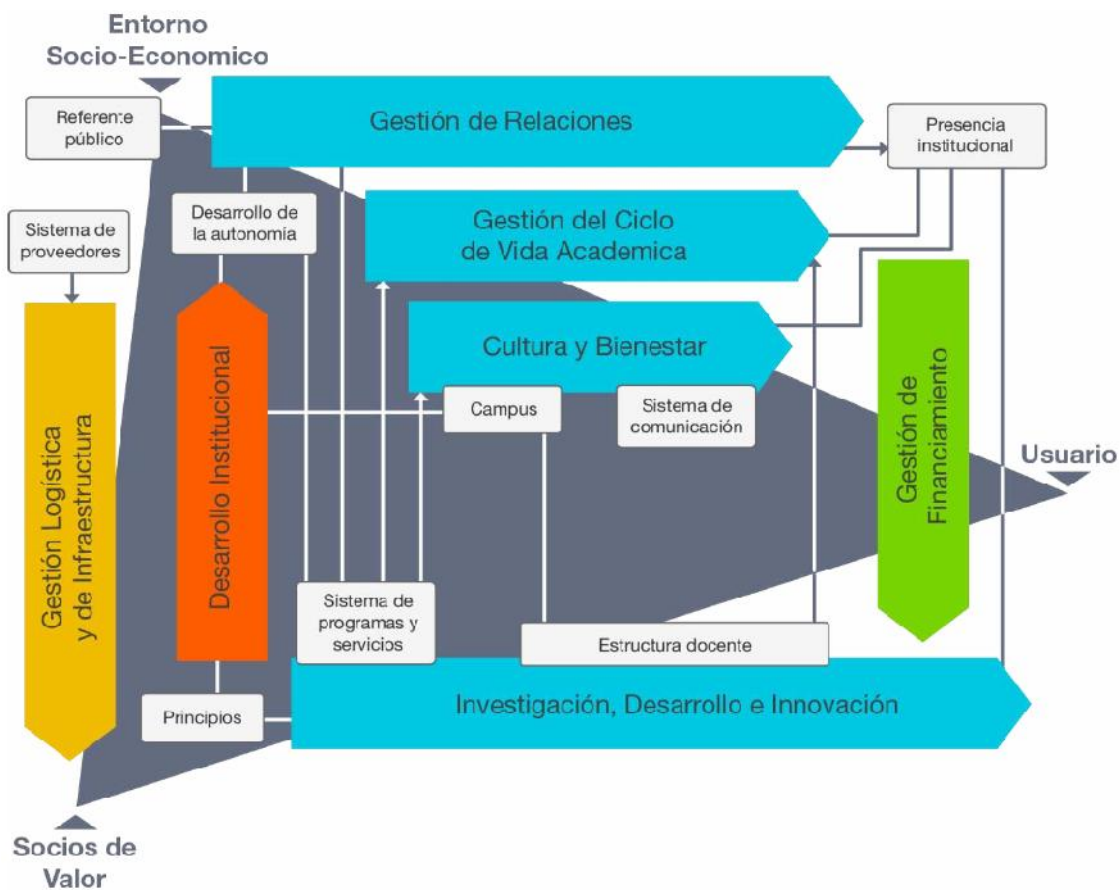 Entorno
Socio-Economico
Referente
público
Gestión de Relaciones
Presencia
institucional
Desarrollo de
la autonomía
Gestión del Ciclo
de Vida Academica
Sistema de
proveedores
Cultura y Bienestar
Campus
Sistema de
comunicación
Gestión Logística
y de Infraestructura
Desarrollo Institucional
Gestión de
Financiamiento
Usuario
Sistema de
programas y
servicios
Estructura docente
Principios
Investigación, Desarrollo e Innovación
Socios de
Valor